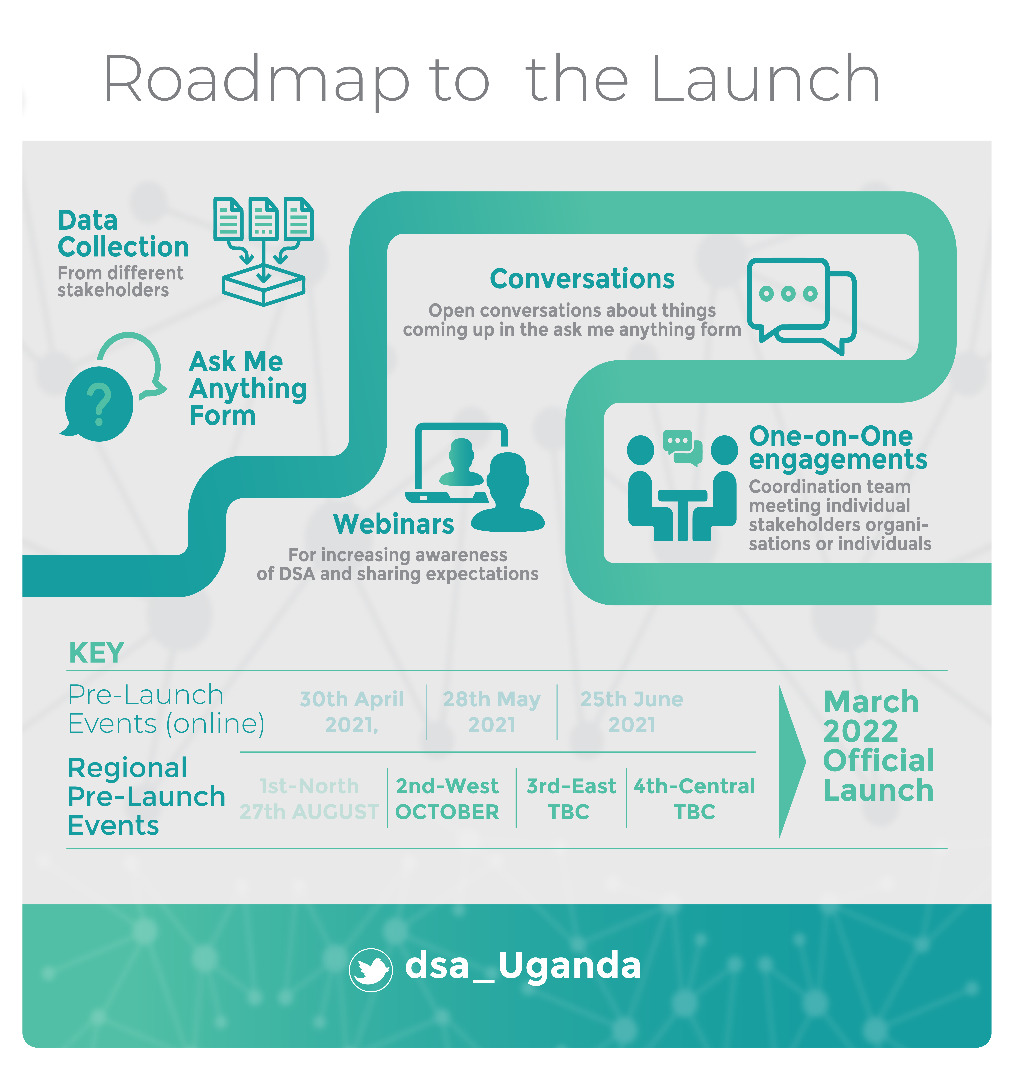 Roadmap to the Launch
Data
Collection
From different
stakeholders
Ask Me
Anything
Form
?
Conversations
Open conversations about things
coming up in the ask me anything form
Webinars
For increasing awareness
of DSA and sharing expectations
One-on-One
engagements
Coordination team
meeting individual
stakeholders organi-
sations or individuals
KEY
Pre-Launch
Events (online)
30th April
2021,
28th May
2021
25th June
2021
Regional
Pre-Launch
Events
1st-North
27th AUGUST
2nd-West
OCTOBER
3rd-East
TBC
4th-Central
TBC
March
2022
Official
Launch
dsa_Uganda